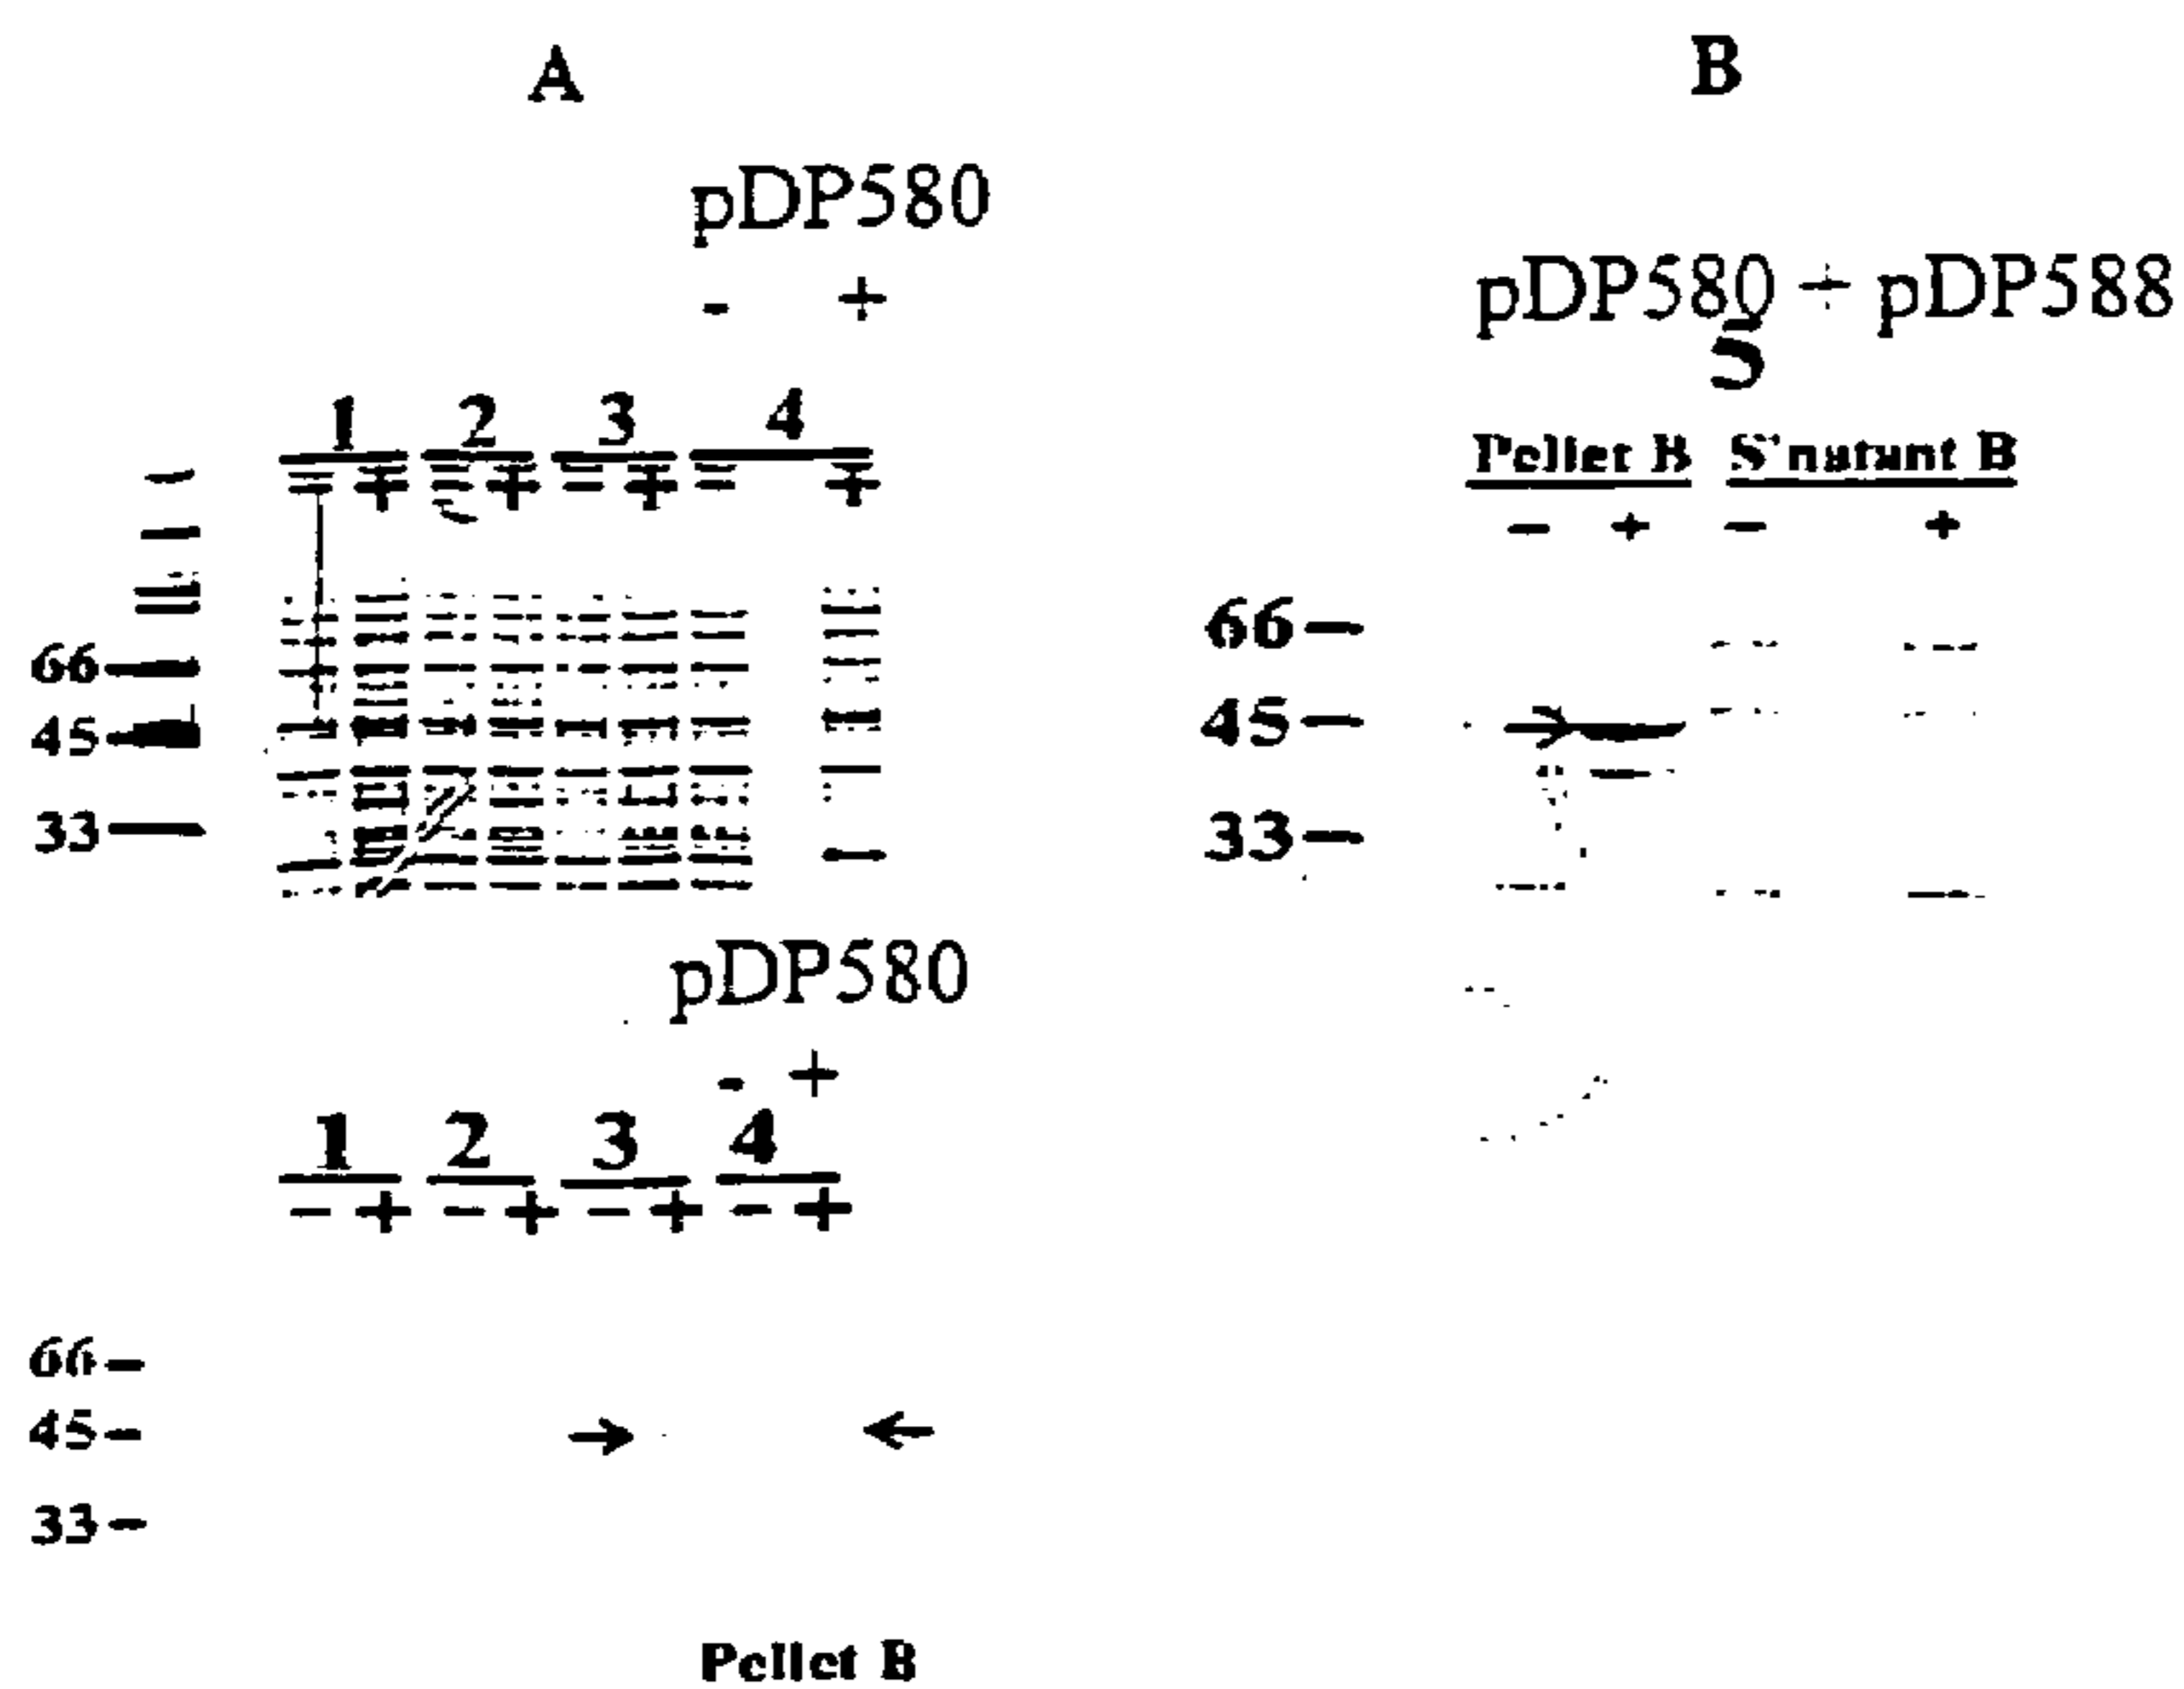 A
pDP580
- +
1 2 3 4
- + - + - + - +
66
45
33
pDP580
- +
1 2 3 4
- + - + - + - +
66
45
33
Pellet B
B
pDP580 + pDP588
5
Pellet B S'natant B
- + - +
66
45
33